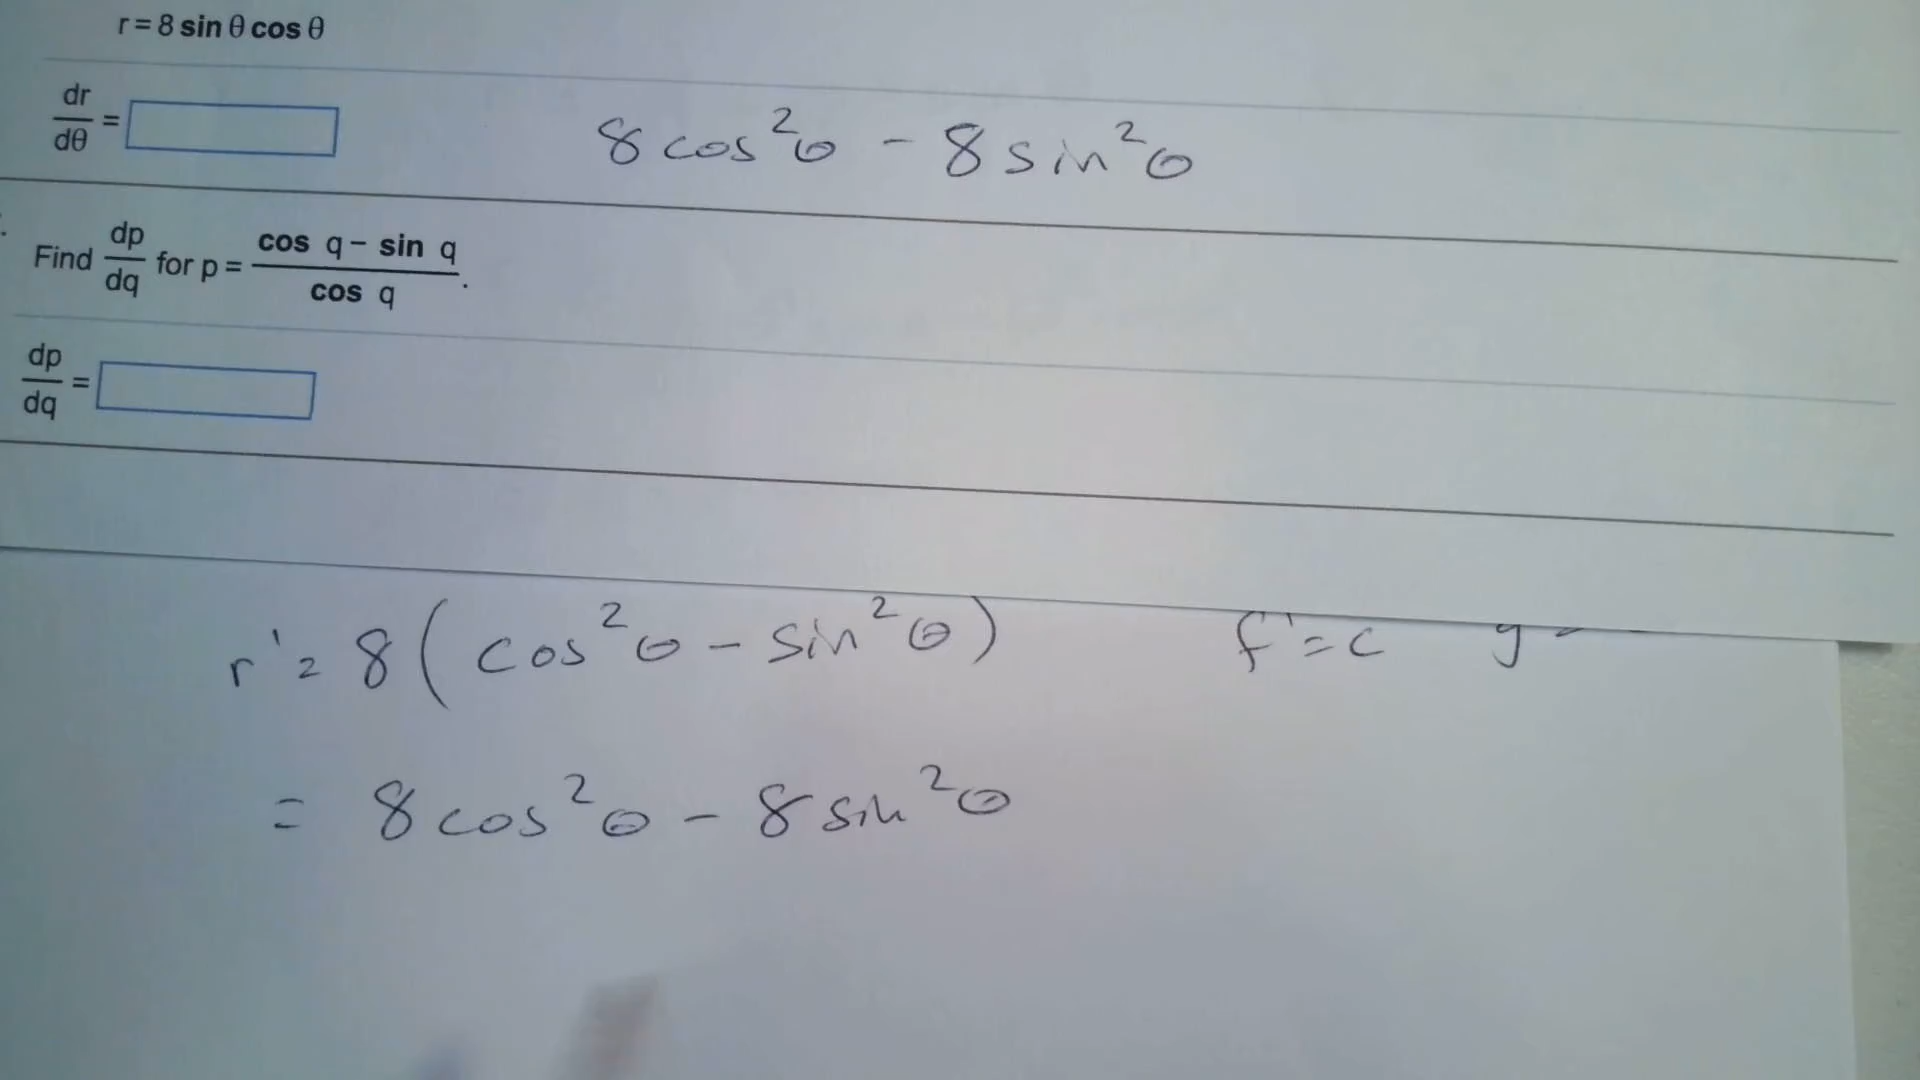 r = 8 sin θ cos θ
dr/dθ =
8 cos²θ - 8 sin²θ
Find dp/dq for p = (cos q - sin q)/(cos q).
dp/dq =
r' = 8(cos²θ - sin²θ) f' = c
= 8 cos²θ - 8 sin²θ